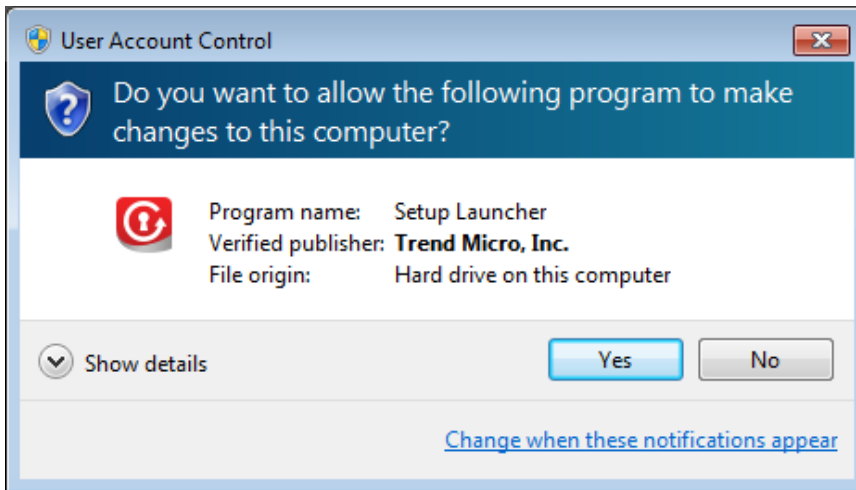 User Account Control
Do you want to allow the following program to make
changes to this computer?
Program name: Setup Launcher
Verified publisher: Trend Micro, Inc.
File origin: Hard drive on this computer
Show details
Yes
No
Change when these notifications appear